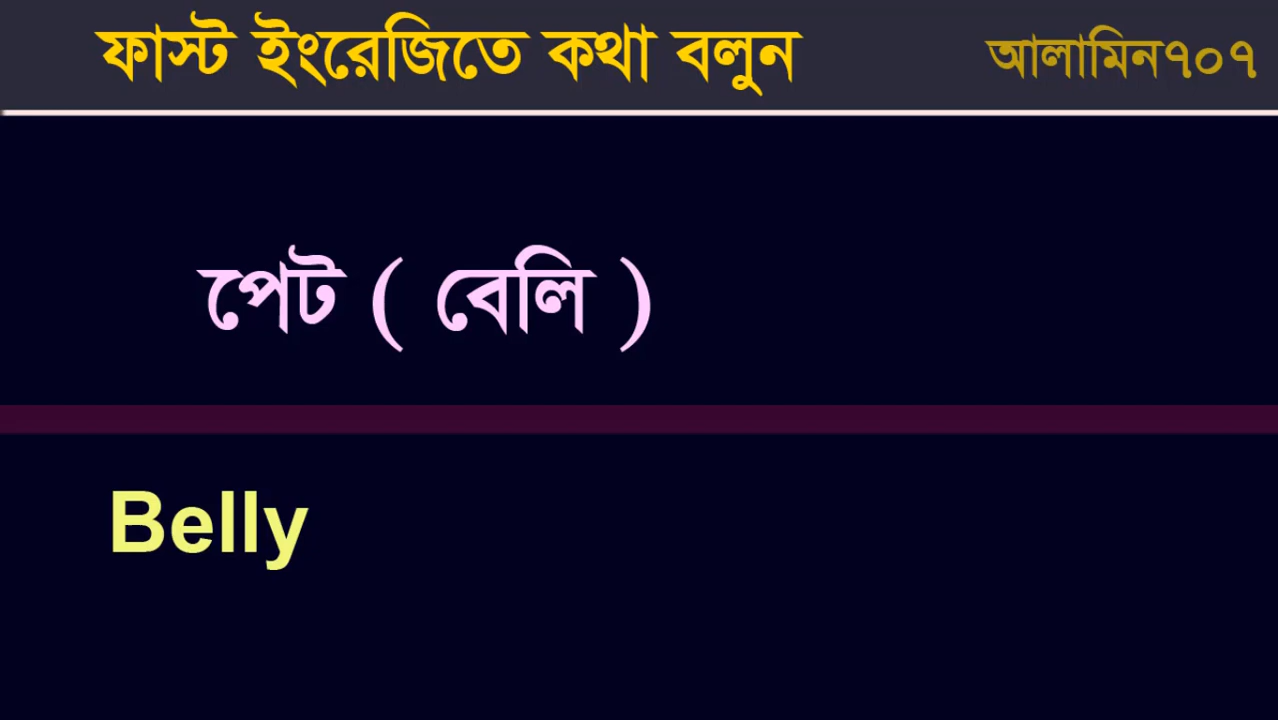 ফাস্ট ইংরেজিতে কথা বলুন আলামিন৭০৭
পেট ( বেলি )
Belly